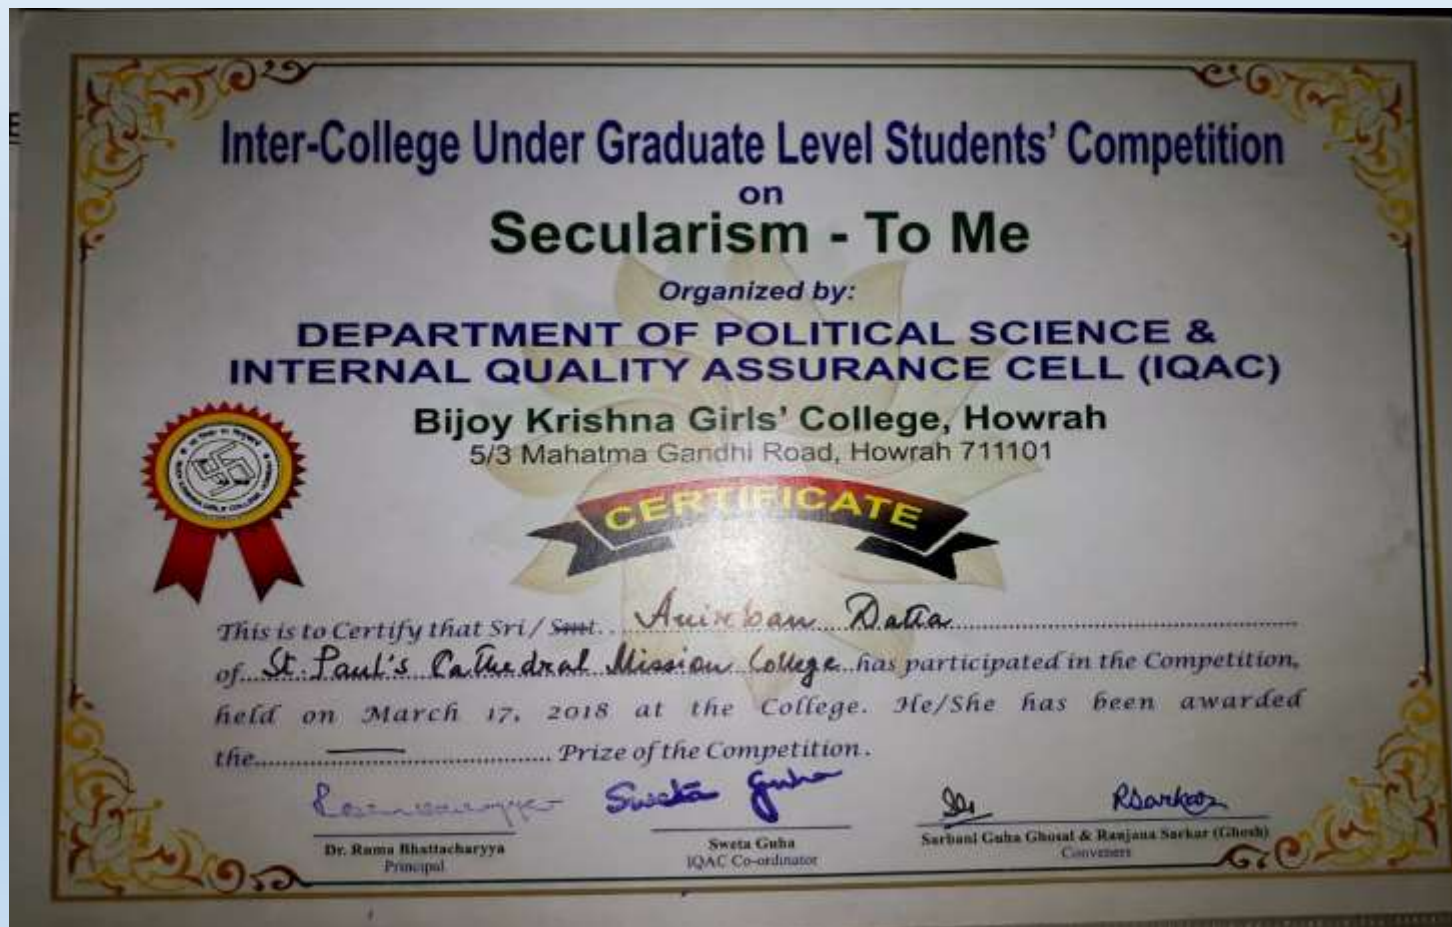 Inter-College Under Graduate Level Students' Competition
on
Secularism - To Me
Organized by:
DEPARTMENT OF POLITICAL SCIENCE &
INTERNAL QUALITY ASSURANCE CELL (IQAC)
Bijoy Krishna Girls' College, Howrah
5/3 Mahatma Gandhi Road, Howrah 711101
CERTIFICATE
This is to Certify that Sri / Smt. Anirban Datta
of St. Paul's Cathedral Mission College has participated in the Competition,
held on March 17, 2018 at the College. He/She has been awarded
the Prize of the Competition.
Sweta Guha
RSarkar
Dr. Ruma Bhattacharyya
Principal
Sweta Guha
IQAC Co-ordinator
Sarbani Guha Ghosal & Ranjana Sarkar (Ghosh)
Conveners